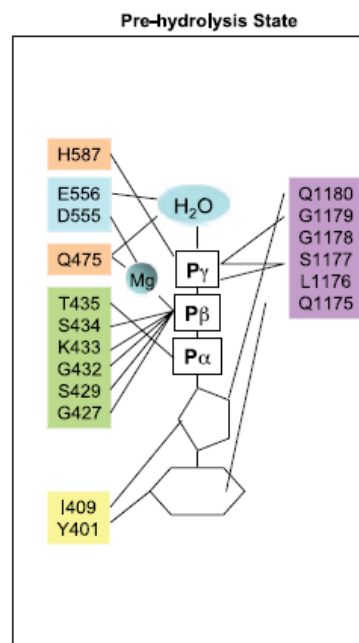 Pre-hydrolysis State
H587
E556
D555
Q475
T435
S434
K433
G432
S429
G427
I409
Y401
H₂O
Mg
Pγ
Pβ
Pα
Q1180
G1179
G1178
S1177
L1176
Q1175